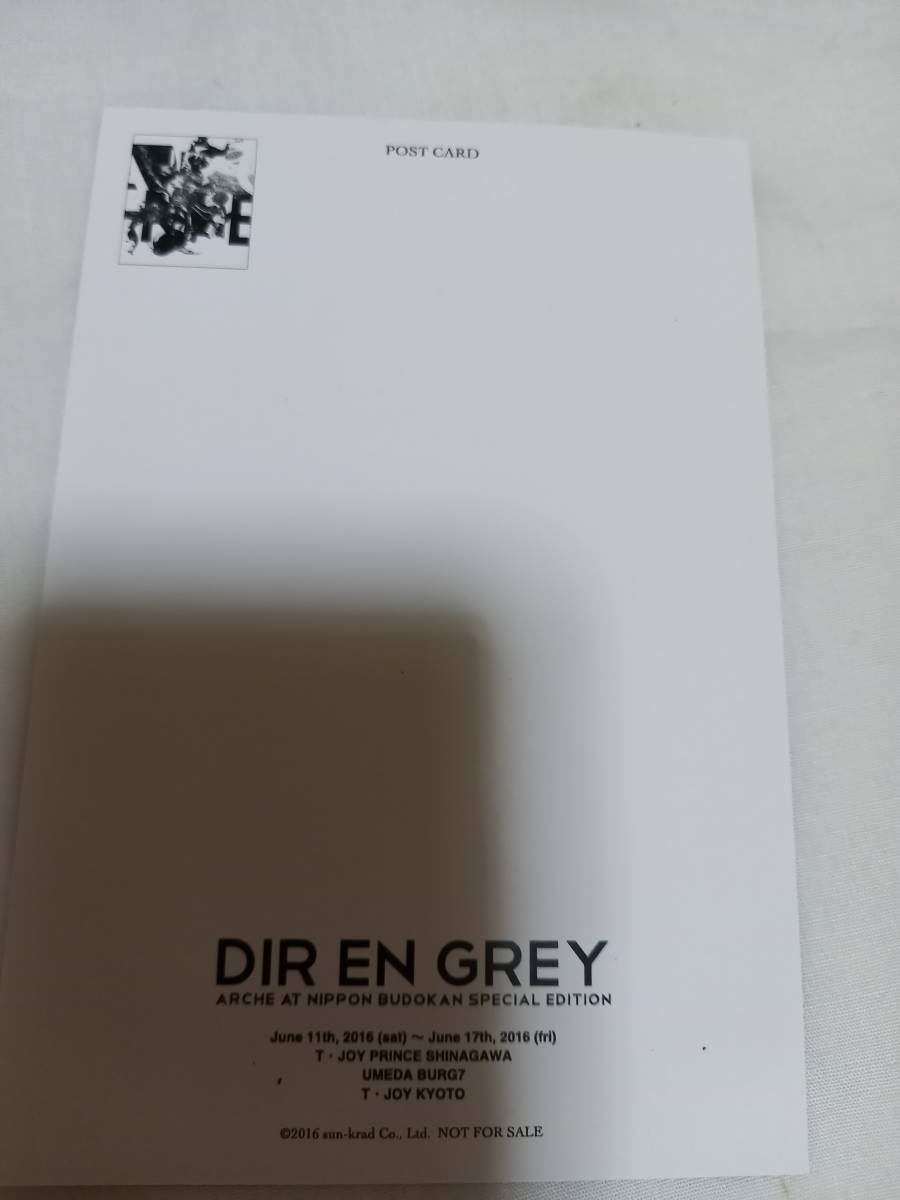 POST CARD
DIR EN GREY
ARCHE AT NIPPON BUDOKAN SPECIAL EDITION
June 11th, 2016 (sat) ～ June 17th, 2016 (fri)
T・JOY PRINCE SHINAGAWA
UMEDA BURG7
T・JOY KYOTO
©2016 sun-krad Co., Ltd. NOT FOR SALE